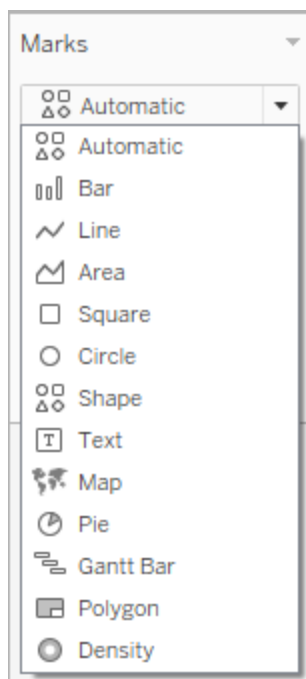 Marks
Automatic
Automatic
Bar
Line
Area
Square
Circle
Shape
T Text
Map
Pie
Gantt Bar
Polygon
Density